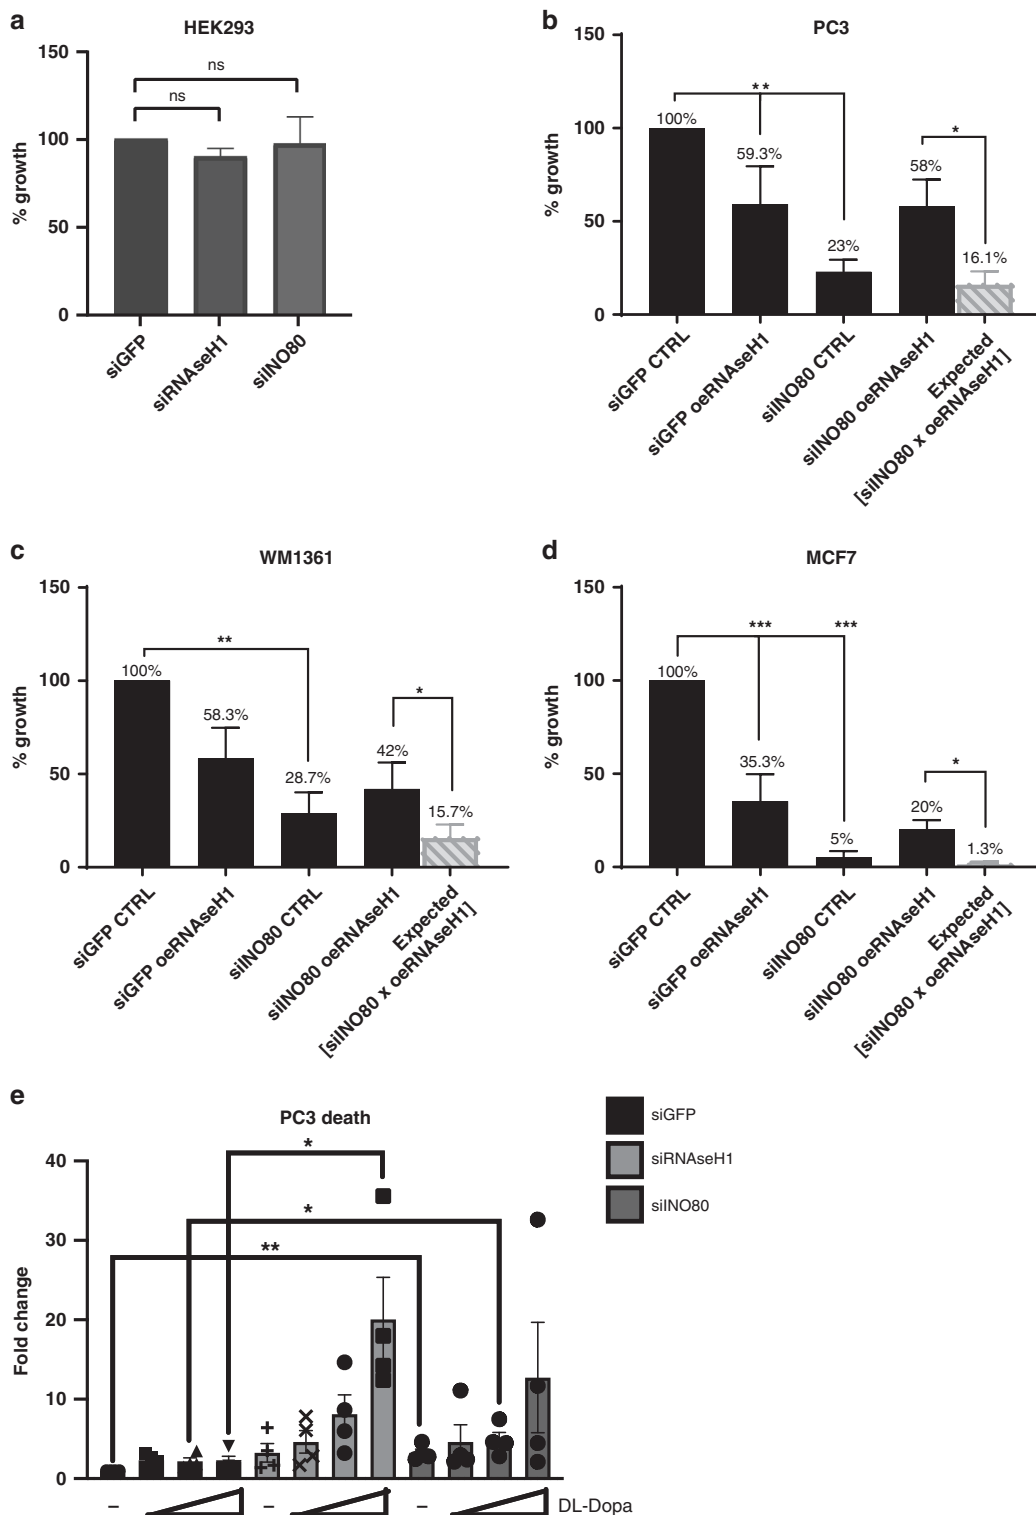 a
HEK293
150
100
50
0
% growth
ns
ns
siGFP
siRNAseH1
siINO80
b
PC3
150
100
50
0
% growth
**
*
100%
59.3%
23%
58%
16.1%
siGFP CTRL
siGFP oeRNAseH1
siINO80 CTRL
siINO80 oeRNAseH1
Expected
[siINO80 x oeRNAseH1]
c
WM1361
150
100
50
0
% growth
**
*
100%
58.3%
28.7%
42%
15.7%
siGFP CTRL
siGFP oeRNAseH1
siINO80 CTRL
siINO80 oeRNAseH1
Expected
[siINO80 x oeRNAseH1]
d
MCF7
150
100
50
0
% growth
*** ***
*
100%
35.3%
5%
20%
1.3%
siGFP CTRL
siGFP oeRNAseH1
siINO80 CTRL
siINO80 oeRNAseH1
Expected
[siINO80 x oeRNAseH1]
e
PC3 death
40
30
20
10
0
Fold change
*
*
**
– – – DL-Dopa
siGFP
siRNAseH1
siINO80